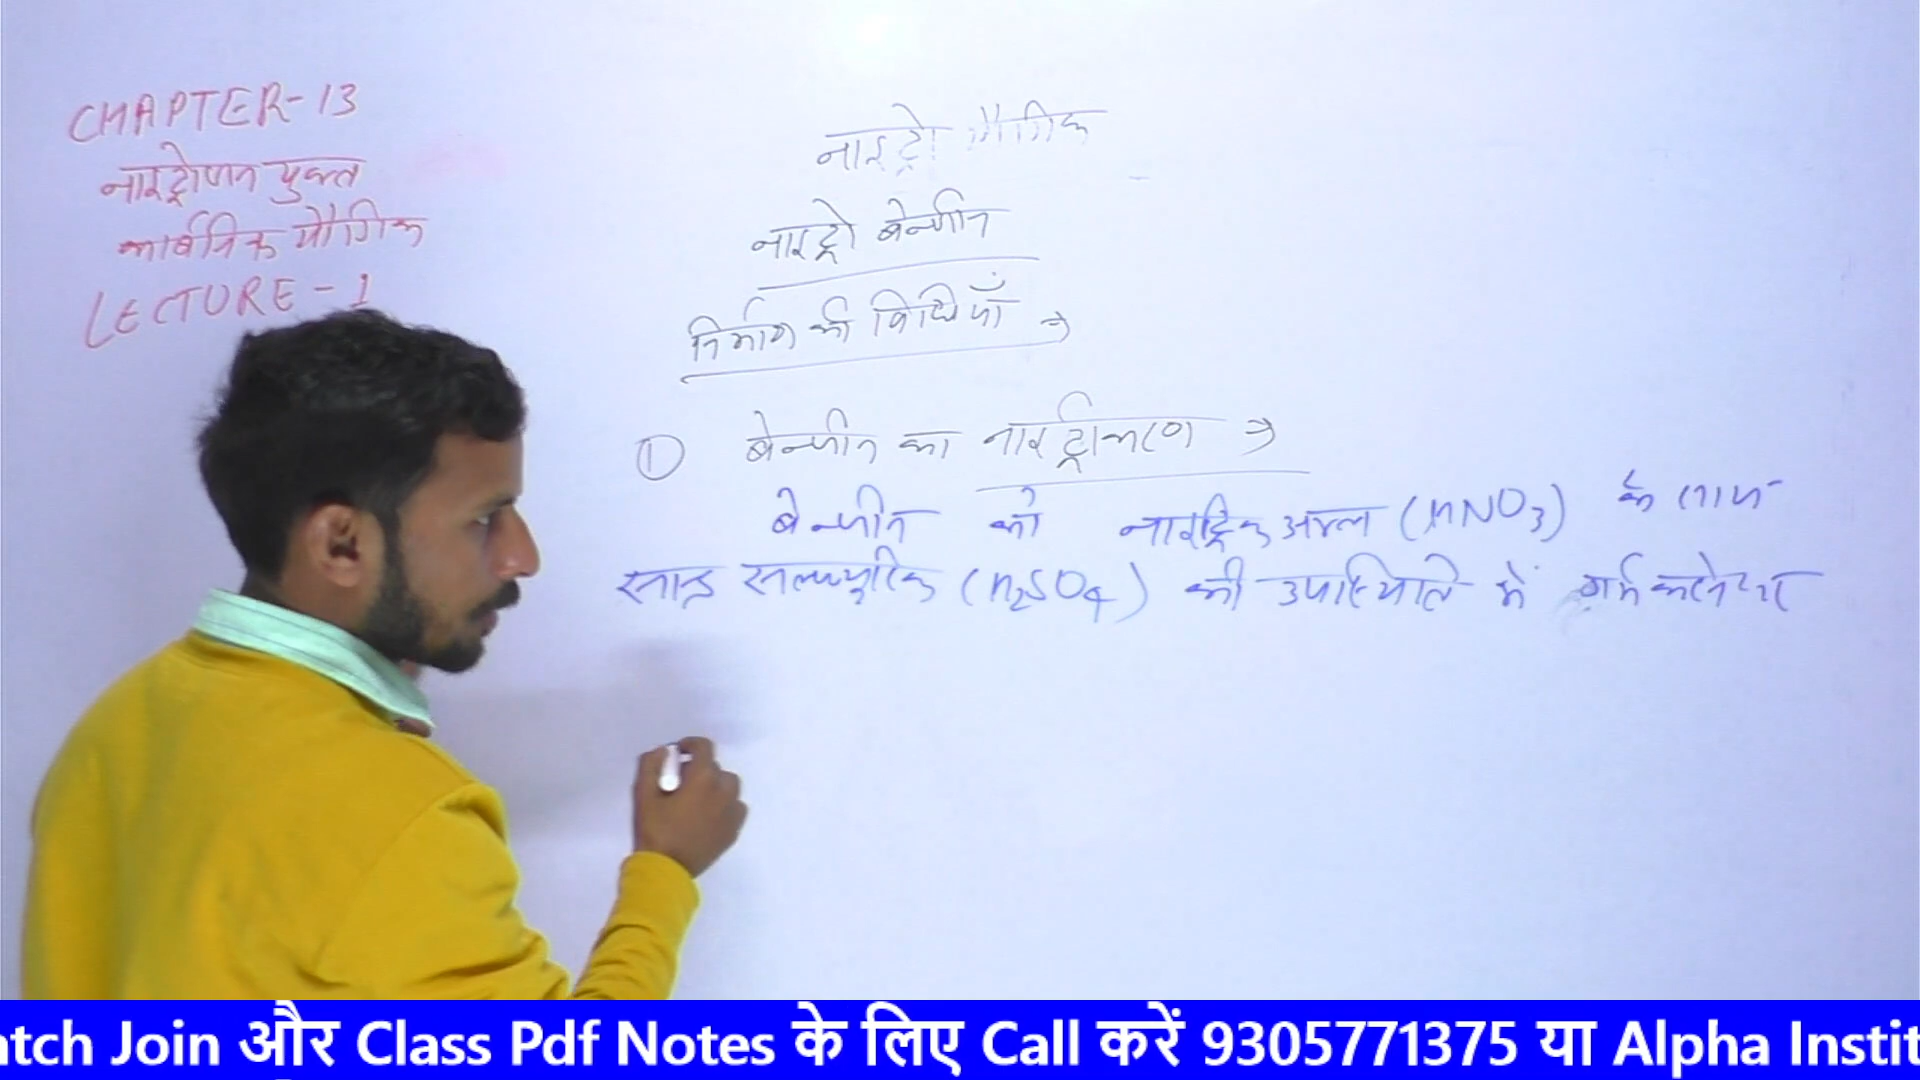 CHAPTER-13
नाइट्रोजन युक्त
कार्बनिक यौगिक
LECTURE-1
नाइट्रो यौगिक
नाइट्रो बेन्जीन
निर्माण की विधियाँ ⇒
① बेन्जीन का नाइट्रीकरण ⇒
बेन्जीन को नाइट्रिक अम्ल (HNO3) के साथ
सान्द्र सल्फ्यूरिक (H2SO4) की उपस्थिति में गर्म करने पर
atch Join और Class Pdf Notes के लिए Call करें 9305771375 या Alpha Instit